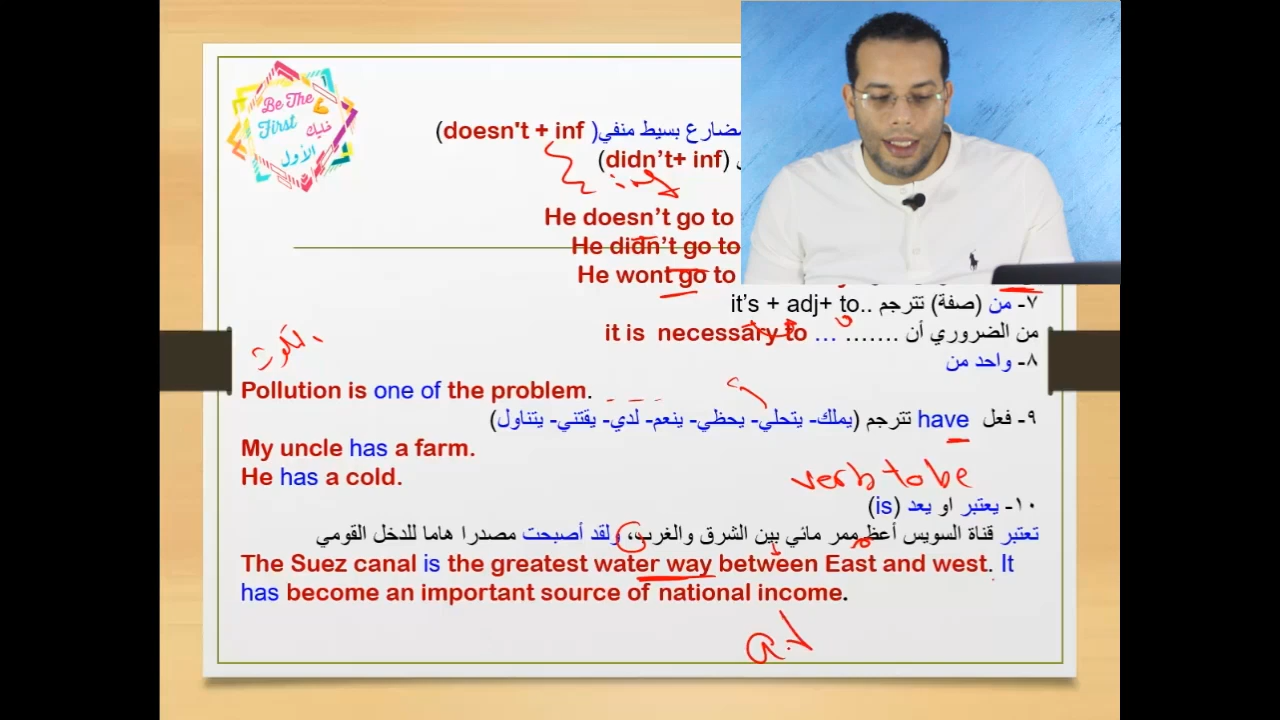 Be The
First
خليك
الأول
مضارع بسيط منفي( doesn't + inf)
(didn't+ inf)
He doesn't go to
He didn't go to
He wont go to
٧- من (صفة) تترجم it's + adj+ to..
من الضروري أن ……. … it is necessary to
٨- واحد من
Pollution is one of the problem.
٩- فعل have تترجم (يملك- يتحلي- يحظي- ينعم- لدي- يقتني- يتناول)
My uncle has a farm.
He has a cold.
verb to be
١٠- يعتبر او يعد (is)
تعتبر قناة السويس أعظم ممر مائي بين الشرق والغرب، ولقد أصبحت مصدرا هاما للدخل القومي
The Suez canal is the greatest water way between East and west. It
has become an important source of national income.